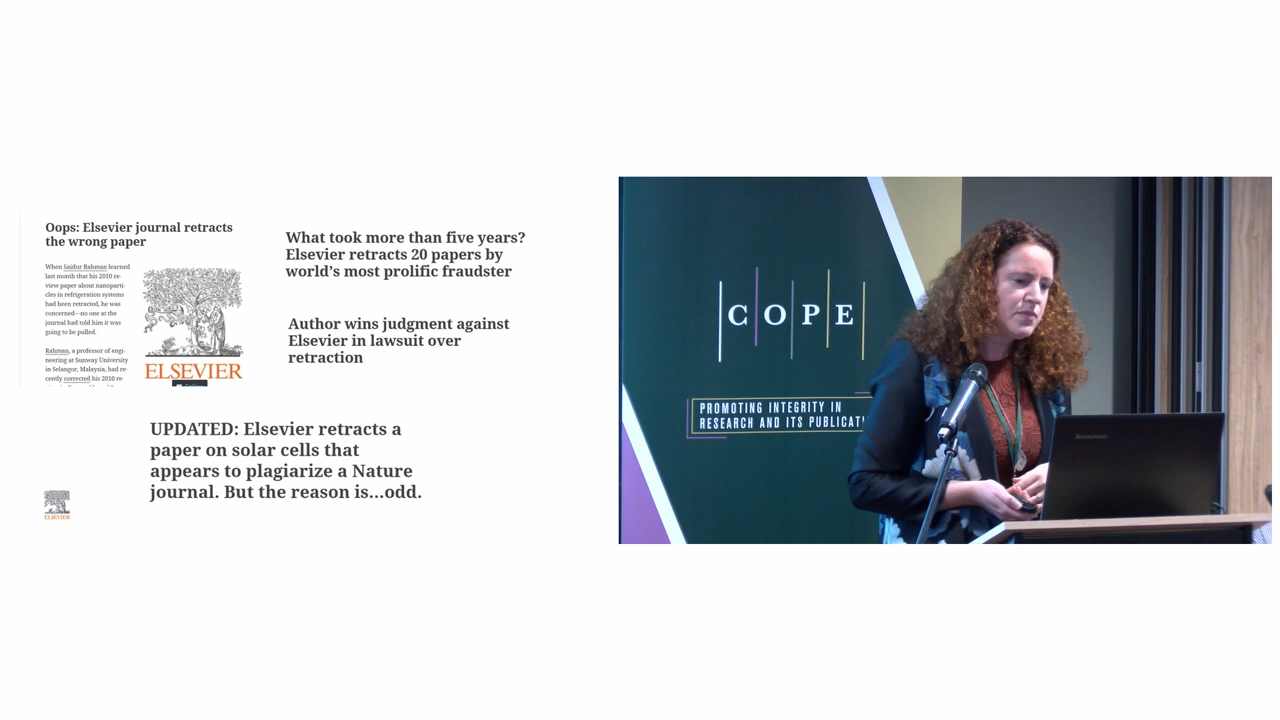 Oops: Elsevier journal retracts
the wrong paper
When Saidur Rahman learned
last month that his 2010 re-
view paper about nanoparti-
cles in refrigeration systems
had been retracted, he was
concerned—no one at the
journal had told him it was
going to be pulled.
Rahman, a professor of engi-
neering at Sunway University
in Selangor, Malaysia, had re-
cently corrected his 2010 re-
ELSEVIER
What took more than five years?
Elsevier retracts 20 papers by
world's most prolific fraudster
Author wins judgment against
Elsevier in lawsuit over
retraction
UPDATED: Elsevier retracts a
paper on solar cells that
appears to plagiarize a Nature
journal. But the reason is...odd.
ELSEVIER
COPE
PROMOTING INTEGRITY IN
RESEARCH AND ITS PUBLICATI
lenovo